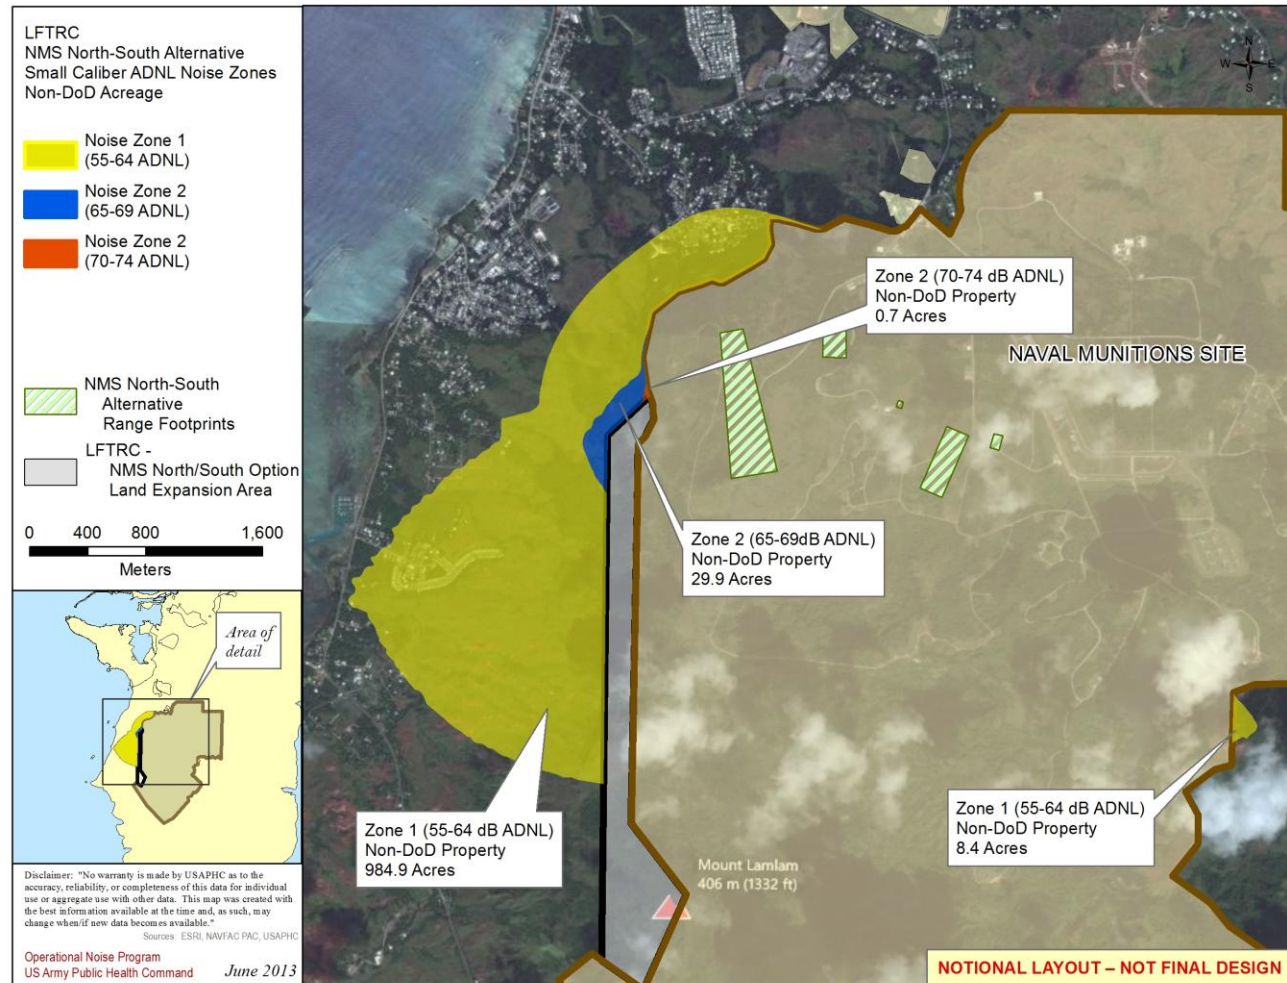 LFTRC
NMS North-South Alternative
Small Caliber ADNL Noise Zones
Non-DoD Acreage
Noise Zone 1
(55-64 ADNL)
Noise Zone 2
(65-69 ADNL)
Noise Zone 2
(70-74 ADNL)
NMS North-South
Alternative
Range Footprints
LFTRC -
NMS North/South Option
Land Expansion Area
0 400 800 1,600
Meters
Area of
detail
Disclaimer: "No warranty is made by USAPHC as to the
accuracy, reliability, or completeness of this data for individual
use or aggregate use with other data. This map was created with
the best information available at the time and, as such, may
change when/if new data becomes available."
Sources: ESRI, NAVFAC PAC, USAPHC
Operational Noise Program
US Army Public Health Command
June 2013
N
W E
S
Zone 2 (70-74 dB ADNL)
Non-DoD Property
0.7 Acres
NAVAL MUNITIONS SITE
Zone 2 (65-69dB ADNL)
Non-DoD Property
29.9 Acres
Zone 1 (55-64 dB ADNL)
Non-DoD Property
984.9 Acres
Zone 1 (55-64 dB ADNL)
Non-DoD Property
8.4 Acres
Mount Lamlam
406 m (1332 ft)
NOTIONAL LAYOUT – NOT FINAL DESIGN